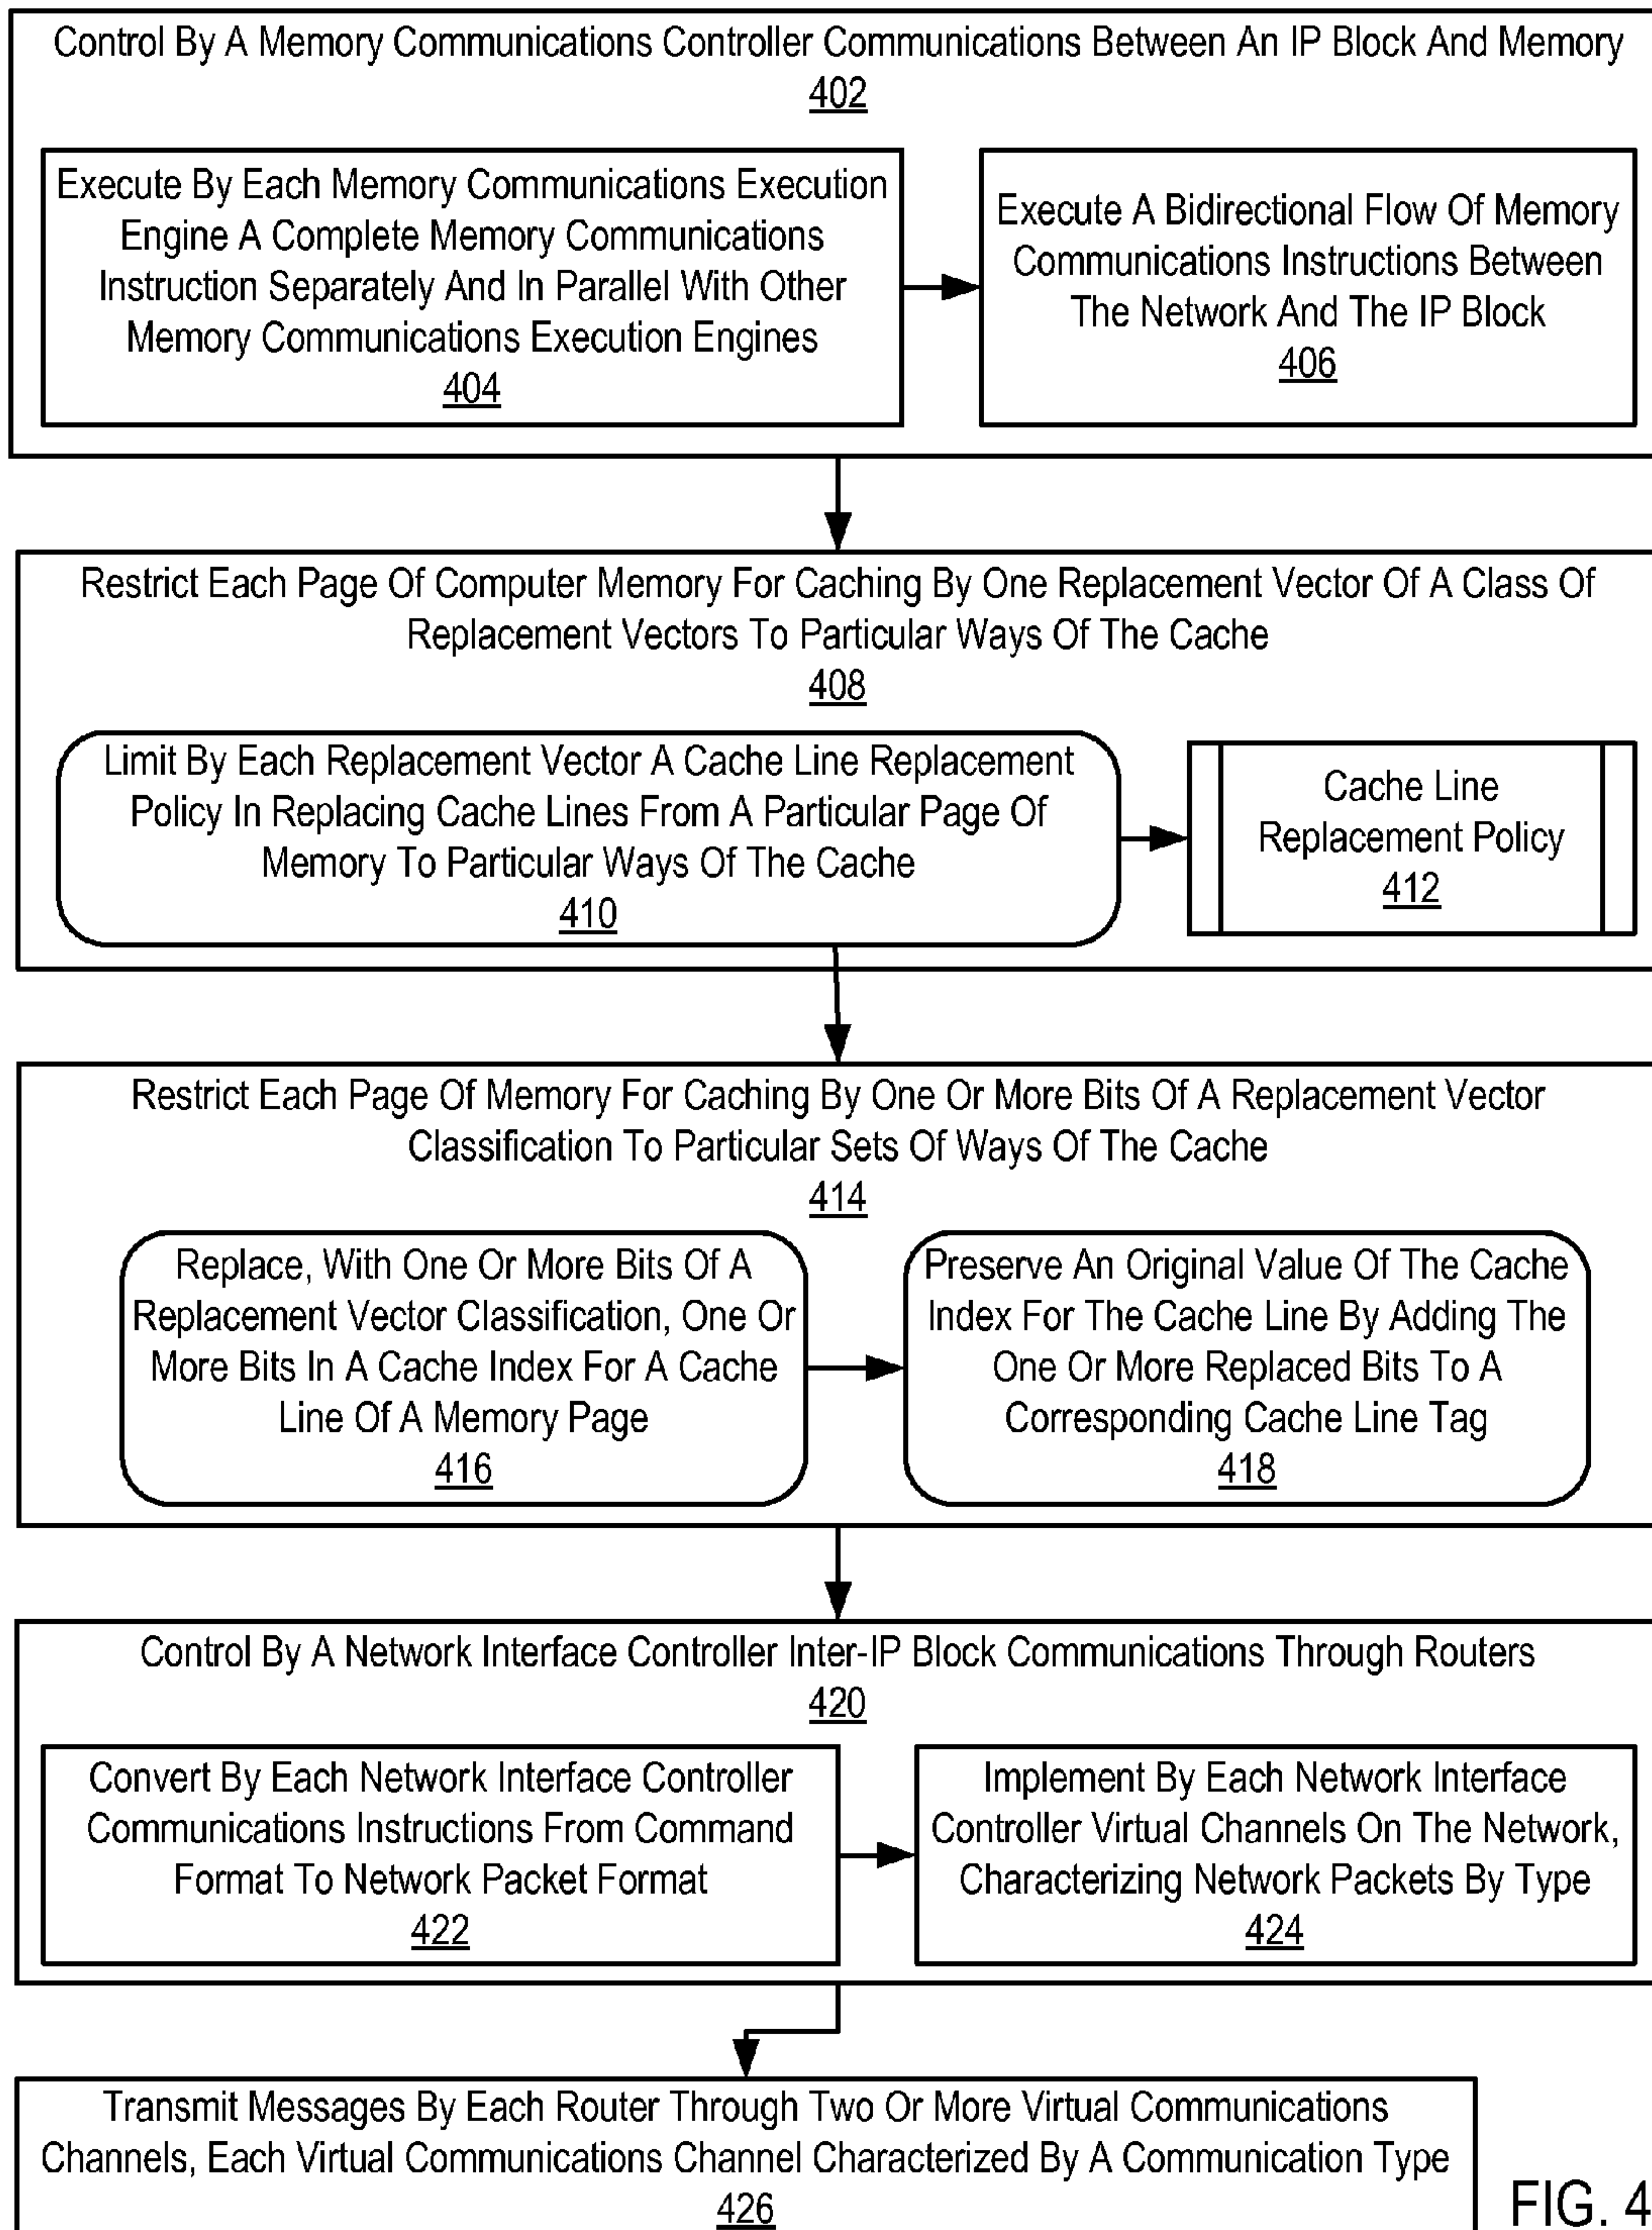 Control By A Memory Communications Controller Communications Between An IP Block And Memory
402
Execute By Each Memory Communications Execution
Engine A Complete Memory Communications
Instruction Separately And In Parallel With Other
Memory Communications Execution Engines
404
Execute A Bidirectional Flow Of Memory
Communications Instructions Between
The Network And The IP Block
406
Restrict Each Page Of Computer Memory For Caching By One Replacement Vector Of A Class Of
Replacement Vectors To Particular Ways Of The Cache
408
Limit By Each Replacement Vector A Cache Line Replacement
Policy In Replacing Cache Lines From A Particular Page Of
Memory To Particular Ways Of The Cache
410
Cache Line
Replacement Policy
412
Restrict Each Page Of Memory For Caching By One Or More Bits Of A Replacement Vector
Classification To Particular Sets Of Ways Of The Cache
414
Replace, With One Or More Bits Of A
Replacement Vector Classification, One Or
More Bits In A Cache Index For A Cache
Line Of A Memory Page
416
Preserve An Original Value Of The Cache
Index For The Cache Line By Adding The
One Or More Replaced Bits To A
Corresponding Cache Line Tag
418
Control By A Network Interface Controller Inter-IP Block Communications Through Routers
420
Convert By Each Network Interface Controller
Communications Instructions From Command
Format To Network Packet Format
422
Implement By Each Network Interface
Controller Virtual Channels On The Network,
Characterizing Network Packets By Type
424
Transmit Messages By Each Router Through Two Or More Virtual Communications
Channels, Each Virtual Communications Channel Characterized By A Communication Type
426
FIG. 4